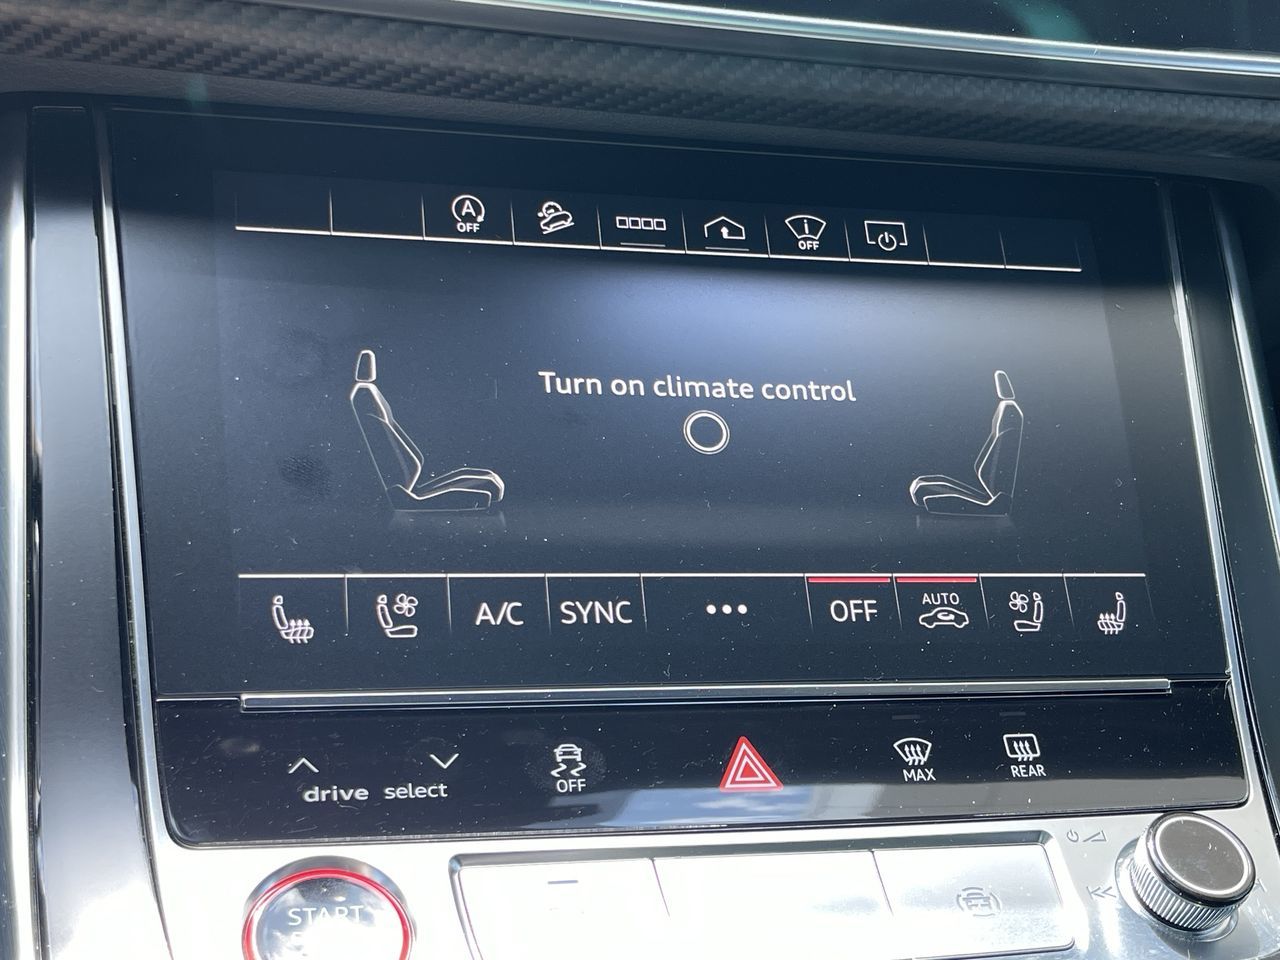 A
OFF
i
OFF
Turn on climate control
A/C
SYNC
•••
OFF
AUTO
drive select
OFF
MAX
REAR
START